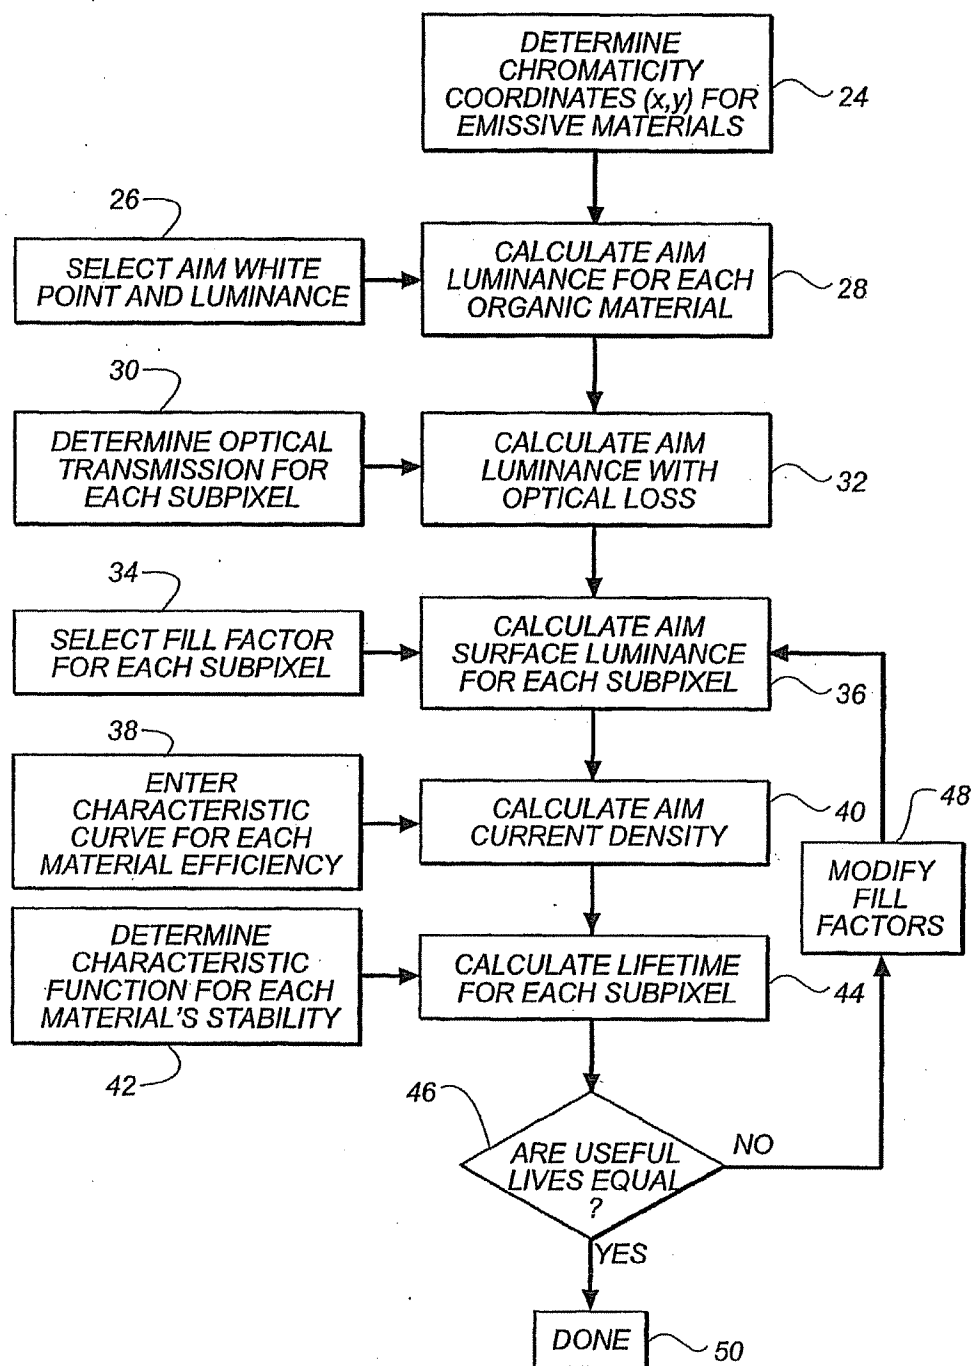 DETERMINE
CHROMATICITY
COORDINATES (x,y) FOR
EMISSIVE MATERIALS
24
26
SELECT AIM WHITE
POINT AND LUMINANCE
CALCULATE AIM
LUMINANCE FOR EACH
ORGANIC MATERIAL
28
30
DETERMINE OPTICAL
TRANSMISSION FOR
EACH SUBPIXEL
CALCULATE AIM
LUMINANCE WITH
OPTICAL LOSS
32
34
SELECT FILL FACTOR
FOR EACH SUBPIXEL
CALCULATE AIM
SURFACE LUMINANCE
FOR EACH SUBPIXEL
36
38
ENTER
CHARACTERISTIC
CURVE FOR EACH
MATERIAL EFFICIENCY
CALCULATE AIM
CURRENT DENSITY
40
48
MODIFY
FILL
FACTORS
DETERMINE
CHARACTERISTIC
FUNCTION FOR EACH
MATERIAL'S STABILITY
42
CALCULATE LIFETIME
FOR EACH SUBPIXEL
44
46
ARE USEFUL
LIVES EQUAL
?
NO
YES
DONE
50